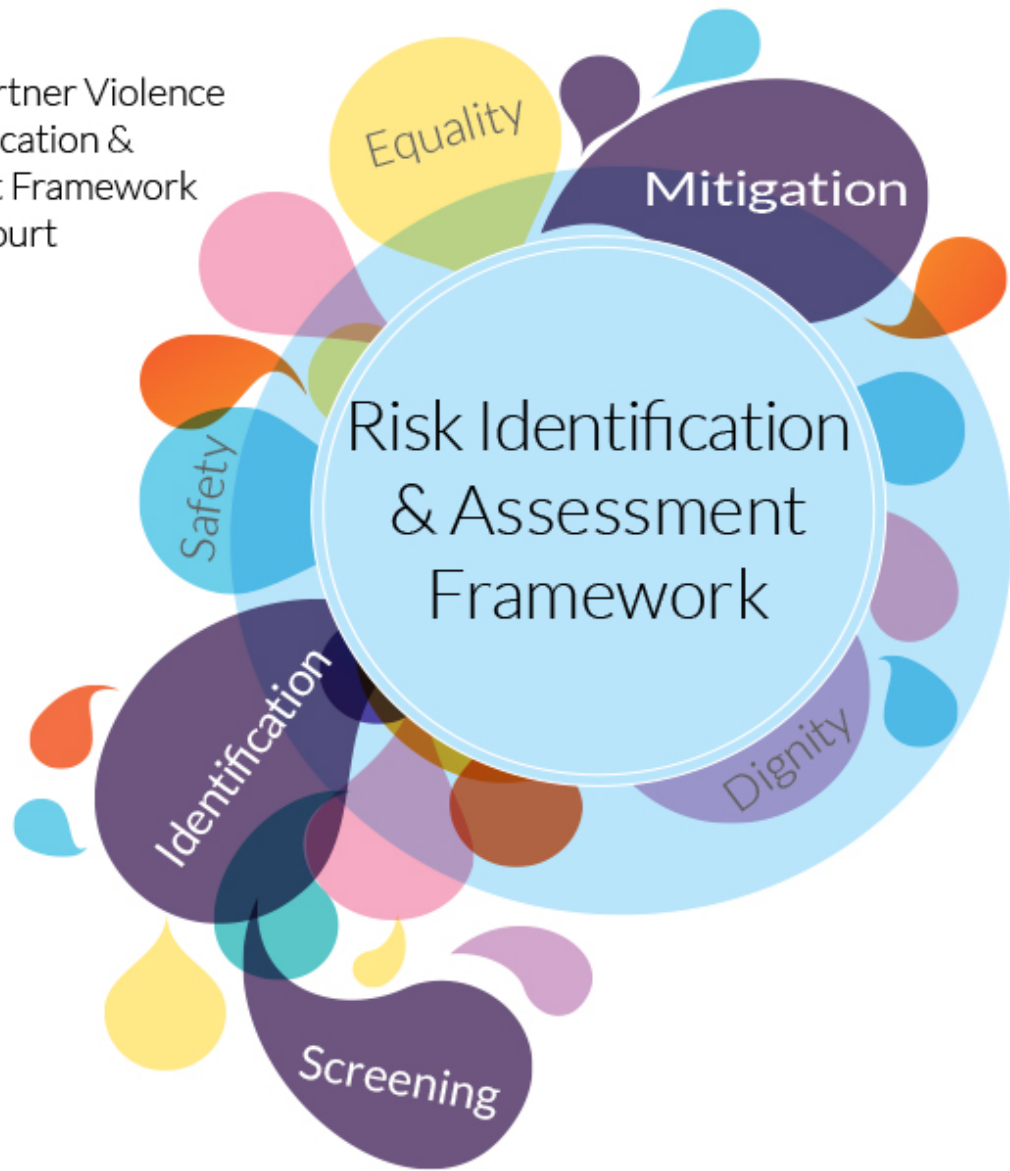 rtner Violence
cation &
t Framework
ourt
Equality
Mitigation
Safety
Risk Identification
& Assessment
Framework
Identification
Dignity
Screening